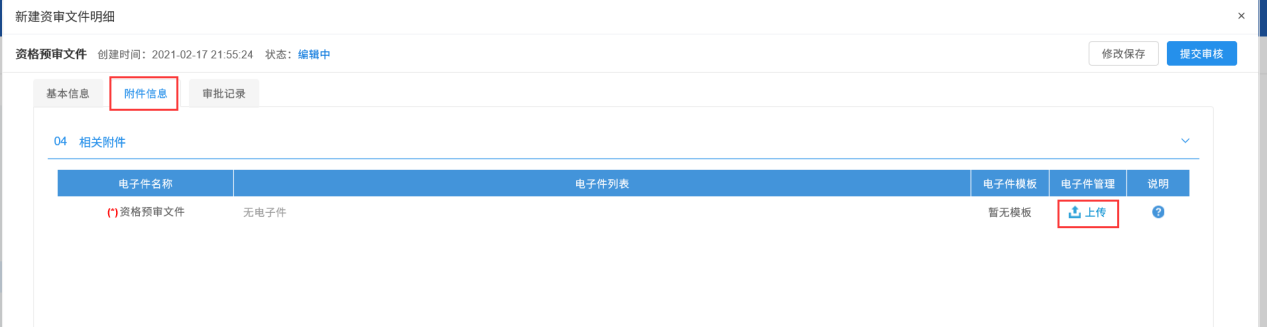 新建资审文件明细
资格预审文件 创建时间：2021-02-17 21:55:24 状态：编辑中 修改保存 提交审核
基本信息 附件信息 审批记录
04 相关附件
电子件名称 电子件列表 电子件模板 电子件管理 说明
(*)资格预审文件 无电子件 暂无模板 上传